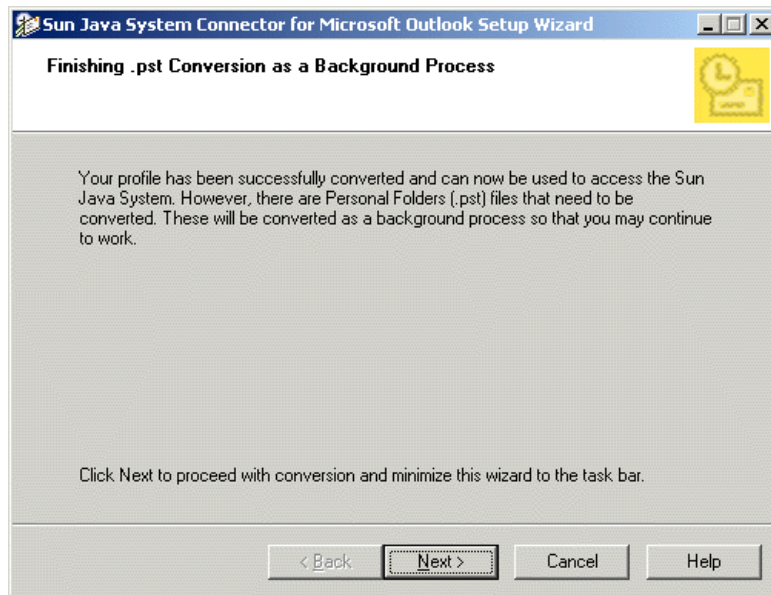 Sun Java System Connector for Microsoft Outlook Setup Wizard
Finishing .pst Conversion as a Background Process
Your profile has been successfully converted and can now be used to access the Sun
Java System. However, there are Personal Folders (.pst) files that need to be
converted. These will be converted as a background process so that you may continue
to work.
Click Next to proceed with conversion and minimize this wizard to the task bar.
< Back Next > Cancel Help